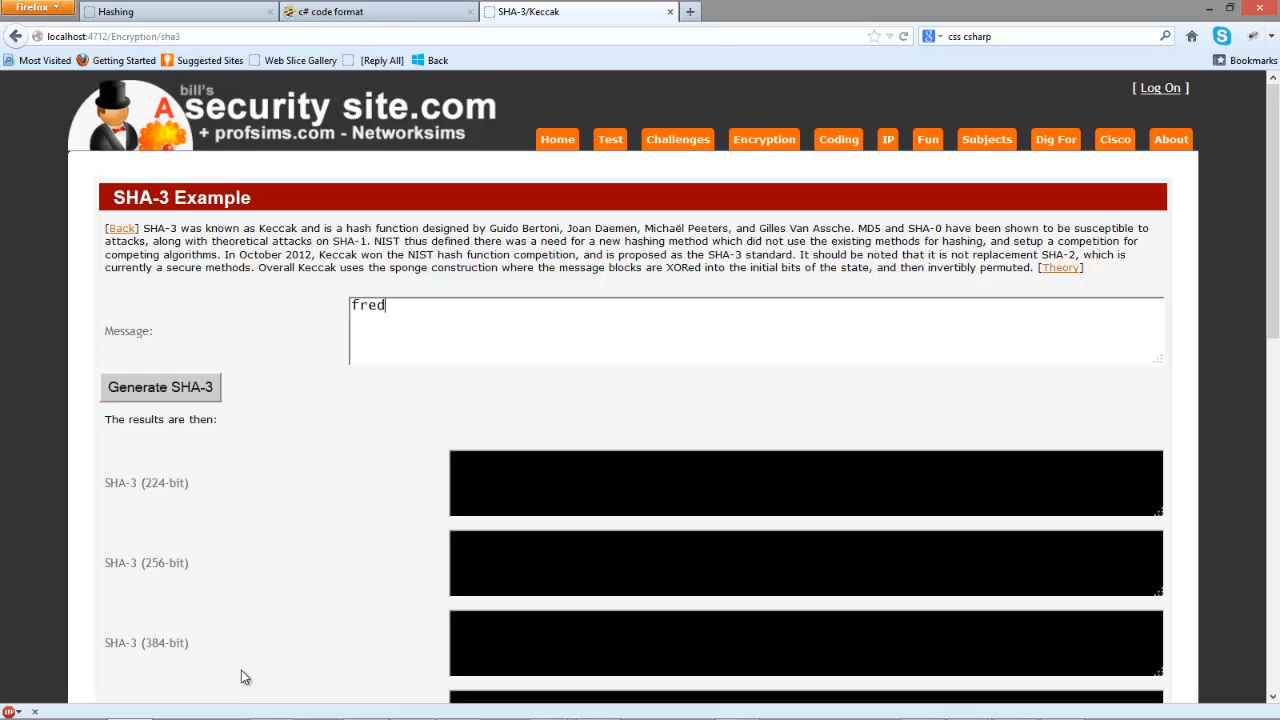 Firefox
Hashing
c# code format
SHA-3/Keccak
localhost:4712/Encryption/sha3
css csharp
Most Visited
Getting Started
Suggested Sites
Web Slice Gallery
[Reply All]
Back
Bookmarks
bill's
A security site.com
+ profsims.com - Networksims
[ Log On ]
Home
Test
Challenges
Encryption
Coding
IP
Fun
Subjects
Dig For
Cisco
About
SHA-3 Example
[Back] SHA-3 was known as Keccak and is a hash function designed by Guido Bertoni, Joan Daemen, Michaël Peeters, and Gilles Van Assche. MD5 and SHA-0 have been shown to be susceptible to
attacks, along with theoretical attacks on SHA-1. NIST thus defined there was a need for a new hashing method which did not use the existing methods for hashing, and setup a competition for
competing algorithms. In October 2012, Keccak won the NIST hash function competition, and is proposed as the SHA-3 standard. It should be noted that it is not replacement SHA-2, which is
currently a secure methods. Overall Keccak uses the sponge construction where the message blocks are XORed into the initial bits of the state, and then invertibly permuted. [Theory]
fred
Message:
Generate SHA-3
The results are then:
SHA-3 (224-bit)
SHA-3 (256-bit)
SHA-3 (384-bit)